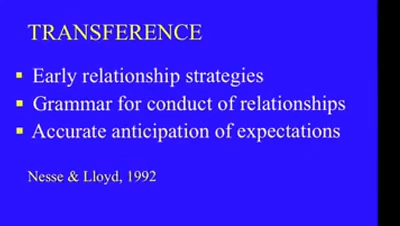 TRANSFERENCE
Early relationship strategies
Grammar for conduct of relationships
Accurate anticipation of expectations
Nesse & Lloyd, 1992